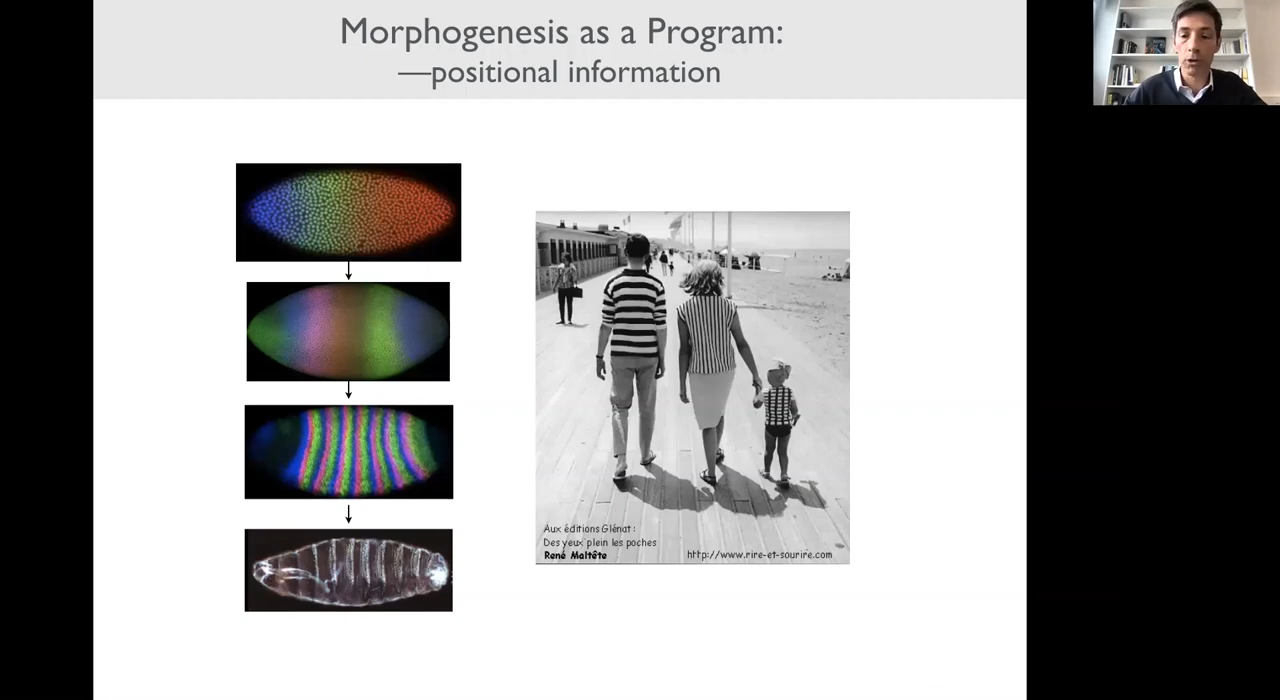 Morphogenesis as a Program:
—positional information
Aux éditions Glénat :
Des yeux plein les poches
René Maltête
http://www.rire-et-sourire.com